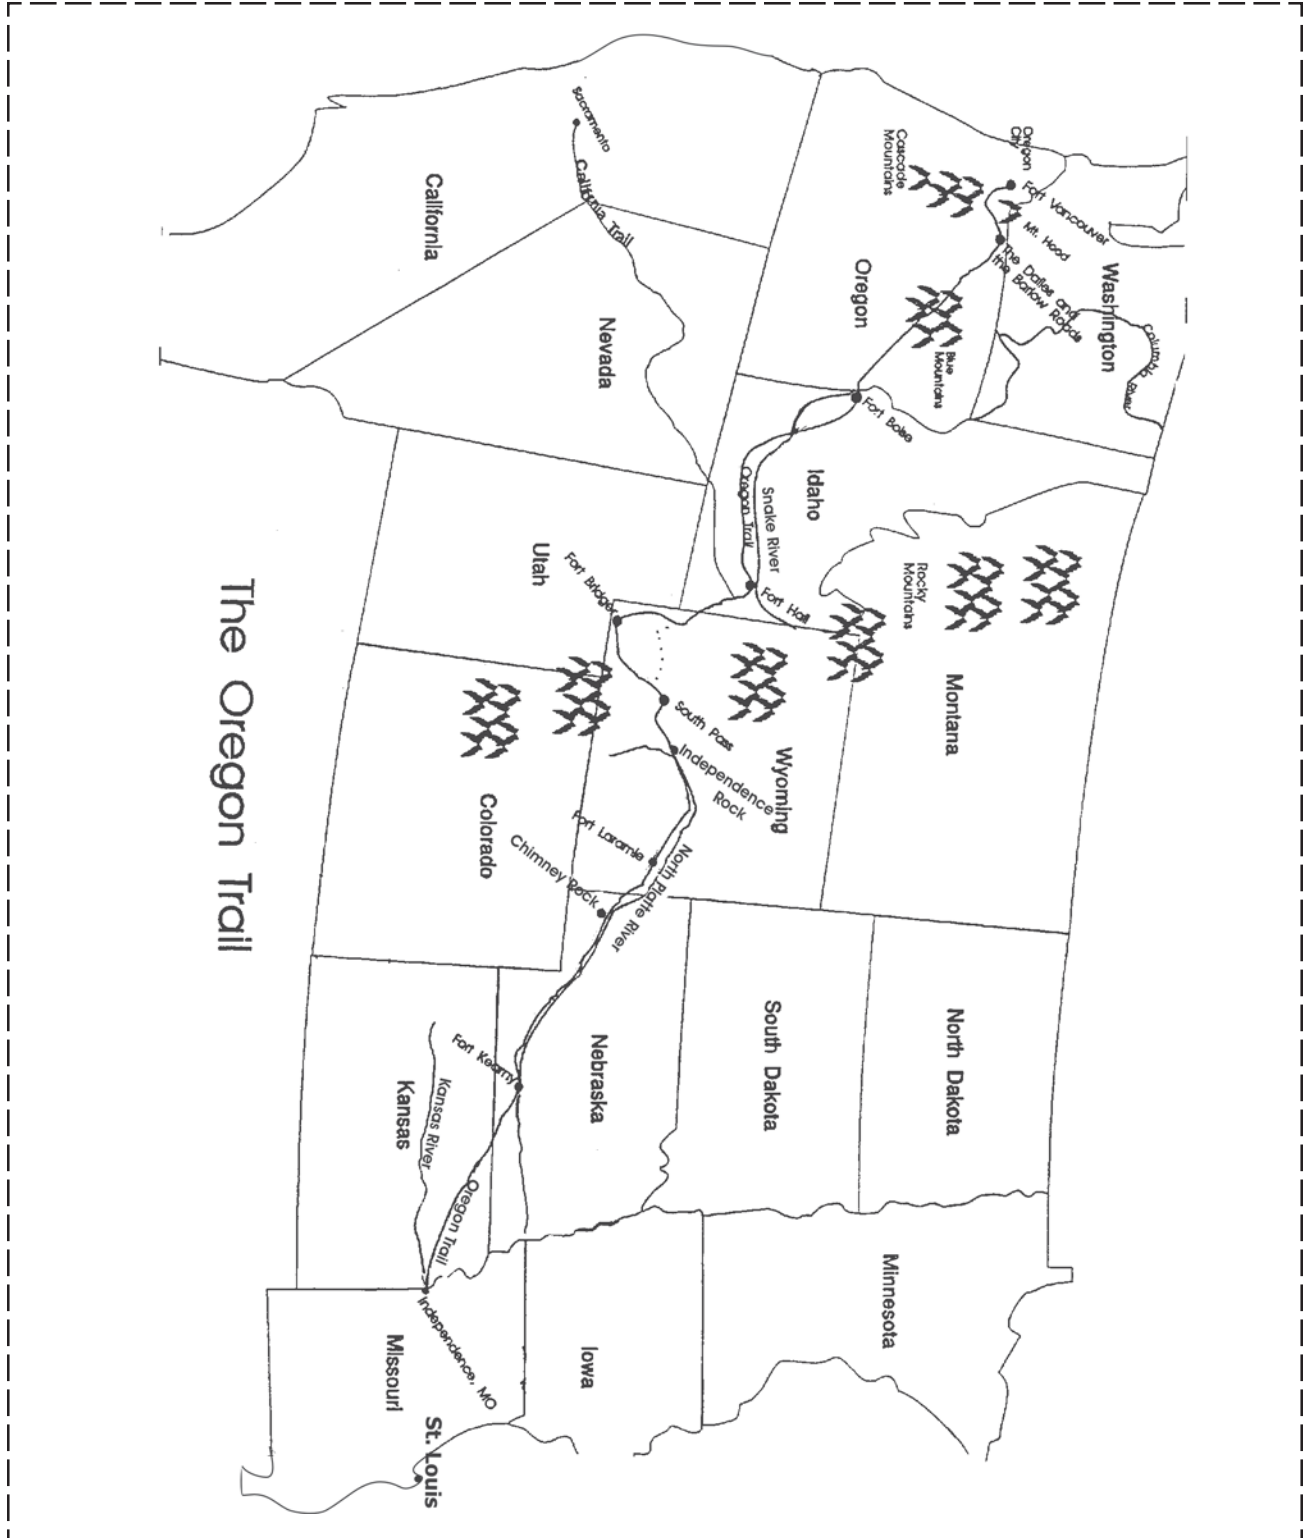 Washington
Columbia
River
Oregon
City
Fort Vancouver
Mt. Hood
The Dalles and
the Barlow Roads
Cascade
Mountains
Oregon
Blue
Mountains
Fort Boise
Idaho
Snake River
Oregon Trail
Fort Hall
Rocky
Mountains
Montana
North Dakota
South Dakota
Minnesota
Wyoming
South Pass
Independence
Rock
Fort Bridger
Fort Laramie
North Platte River
Chimney Rock
Sacramento
California Trail
California
Nevada
Utah
Colorado
Nebraska
Fort Kearny
Kansas River
Kansas
Oregon Trail
Independence, MO
Iowa
Missouri
St. Louis
The Oregon Trail